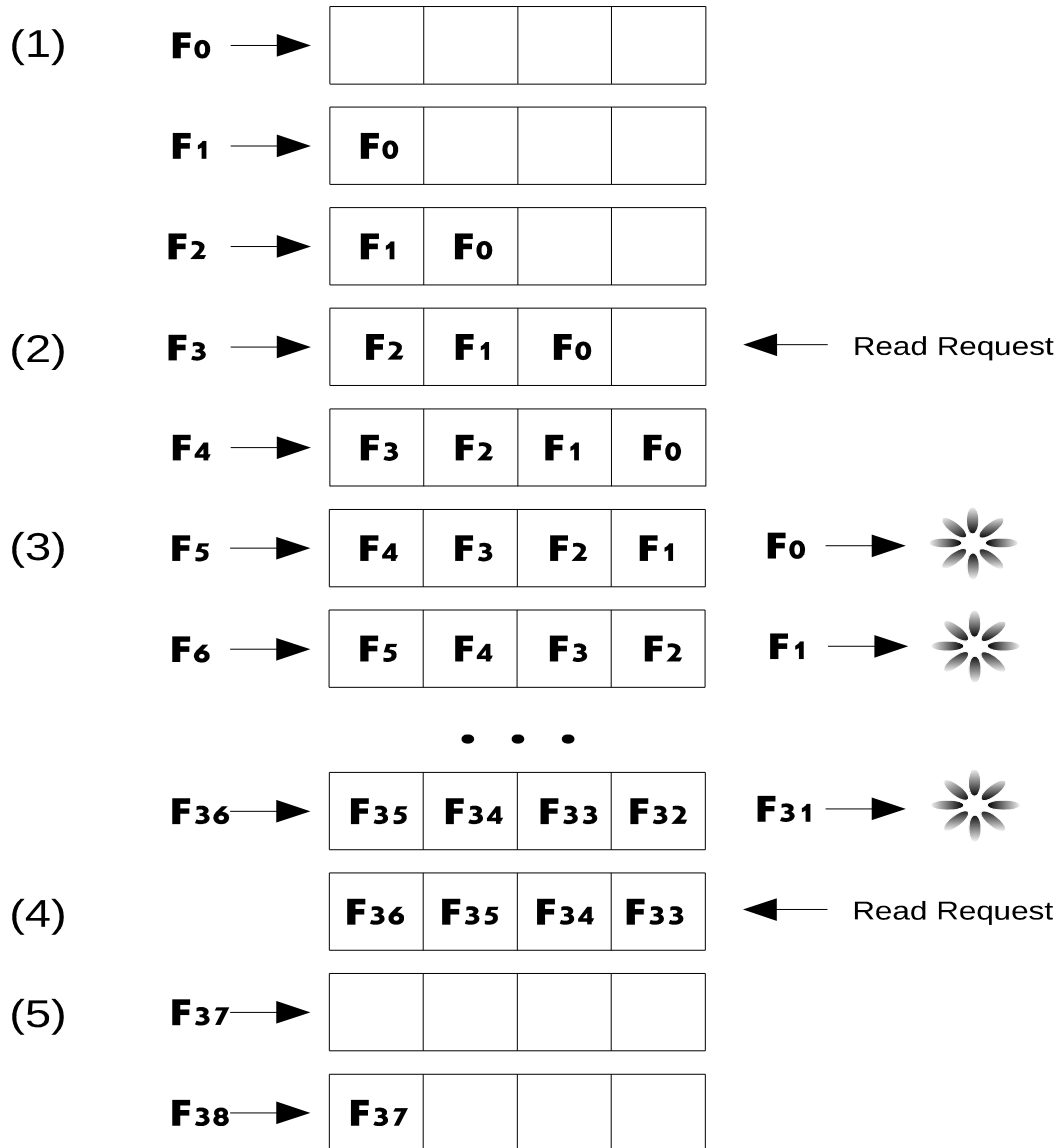 (1) F0
F1 F0
F2 F1 F0
(2) F3 F2 F1 F0 Read Request
F4 F3 F2 F1 F0
(3) F5 F4 F3 F2 F1 F0
F6 F5 F4 F3 F2 F1
. . .
F36 F35 F34 F33 F32 F31
(4) F36 F35 F34 F33 Read Request
(5) F37
F38 F37